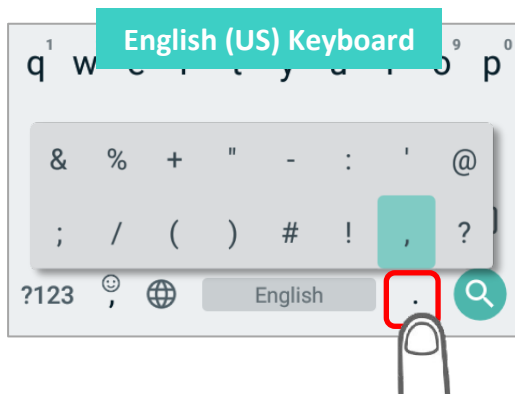 English (US) Keyboard
1 9 0
q w e t y u o p
& % + " - : ' @
; / ( ) # ! , ?
?123 , English .